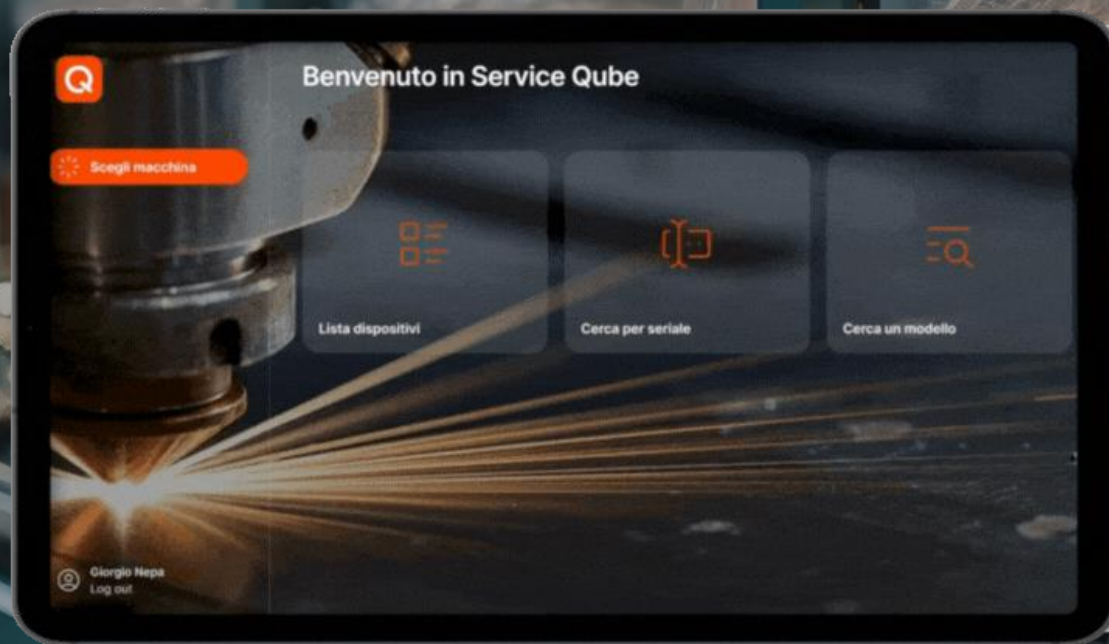 Q
Benvenuto in Service Qube
Scegli macchina
Lista dispositivi
Cerca per seriale
Cerca un modello
Giorgio Nepa
Log out